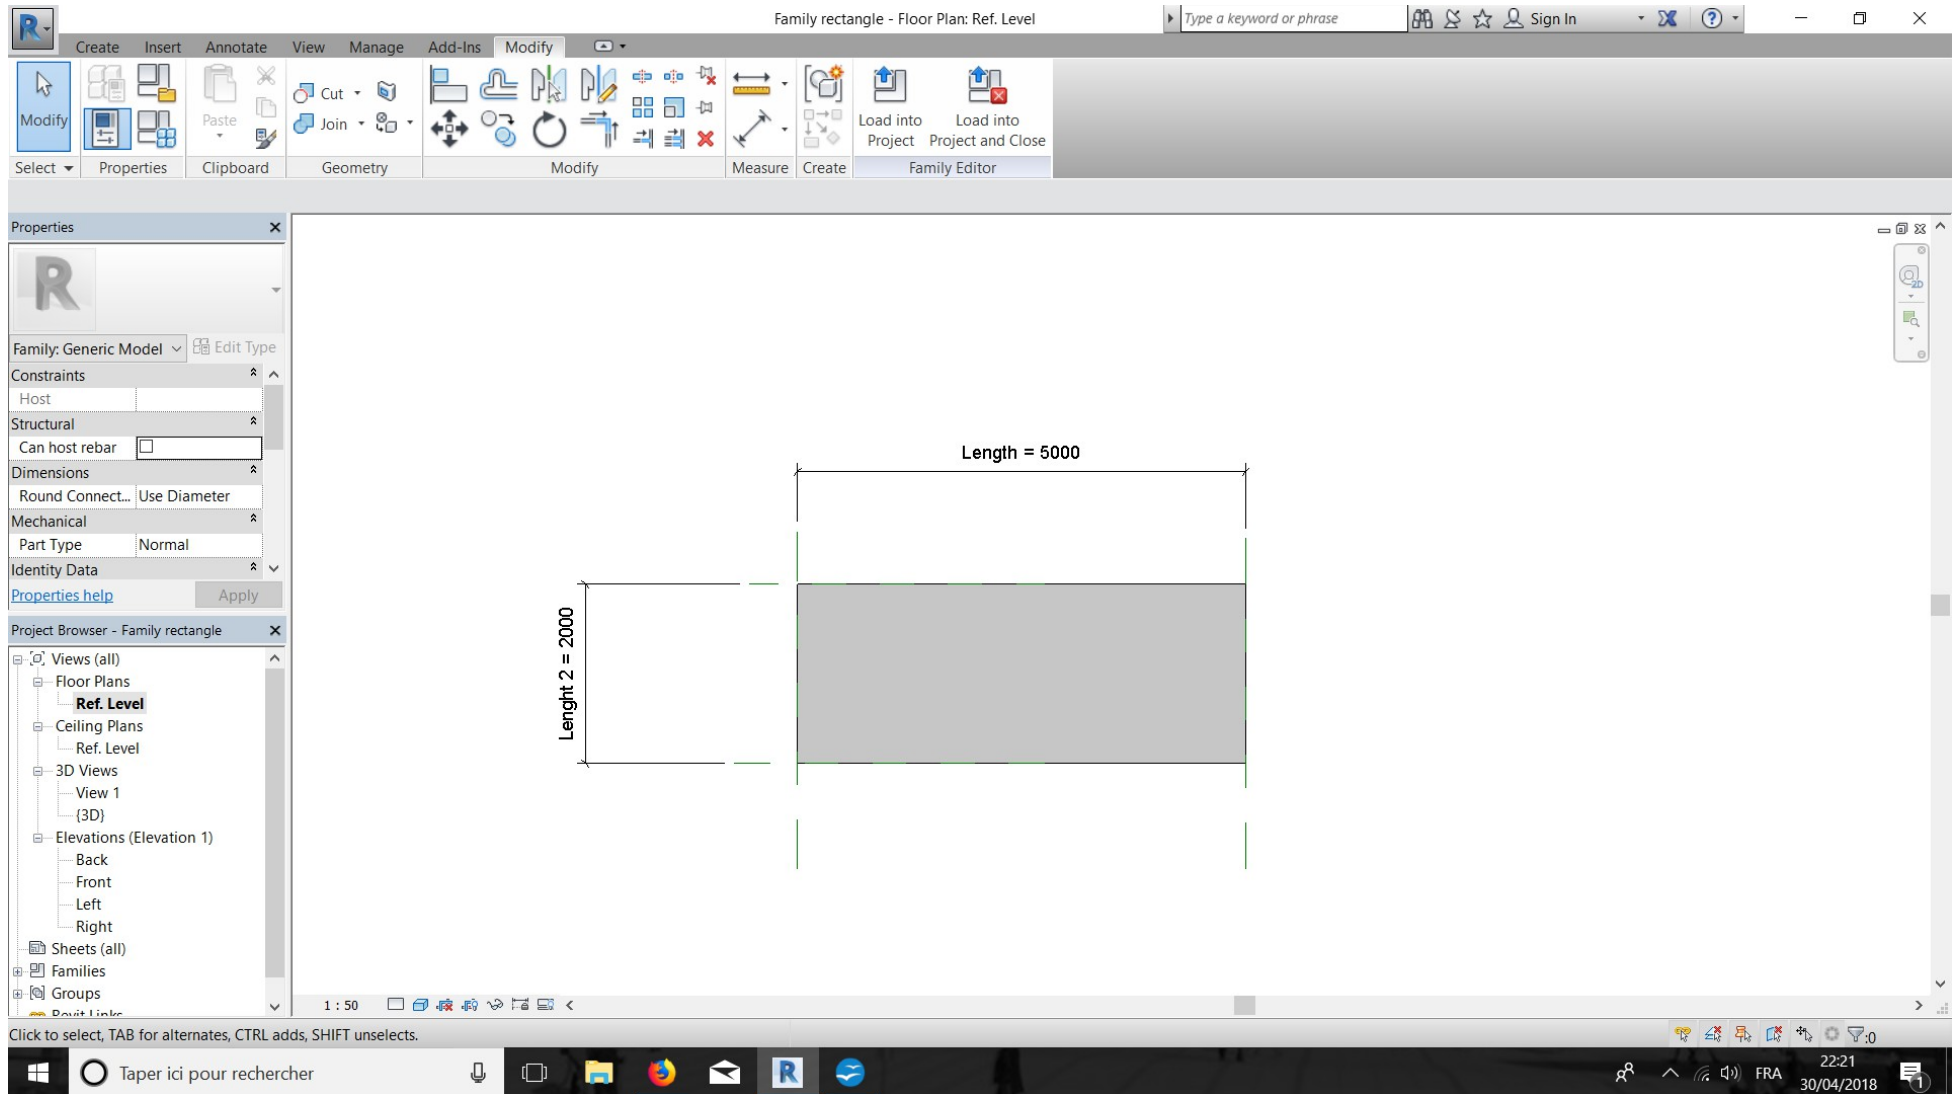 Family rectangle - Floor Plan: Ref. Level
Type a keyword or phrase
Sign In
Create Insert Annotate View Manage Add-Ins Modify
Modify
Cut
Join
Paste
Load into Project
Load into Project and Close
Select Properties Clipboard Geometry Modify Measure Create Family Editor
Properties
Family: Generic Model Edit Type
Constraints
Host
Structural
Can host rebar
Dimensions
Round Connect... Use Diameter
Mechanical
Part Type Normal
Identity Data
Properties help Apply
Project Browser - Family rectangle
Views (all)
Floor Plans
Ref. Level
Ceiling Plans
Ref. Level
3D Views
View 1
{3D}
Elevations (Elevation 1)
Back
Front
Left
Right
Sheets (all)
Families
Groups
Revit Links
Length = 5000
Lenght 2 = 2000
2D
1 : 50
Click to select, TAB for alternates, CTRL adds, SHIFT unselects.
:0
Taper ici pour rechercher
FRA
22:21
30/04/2018
1